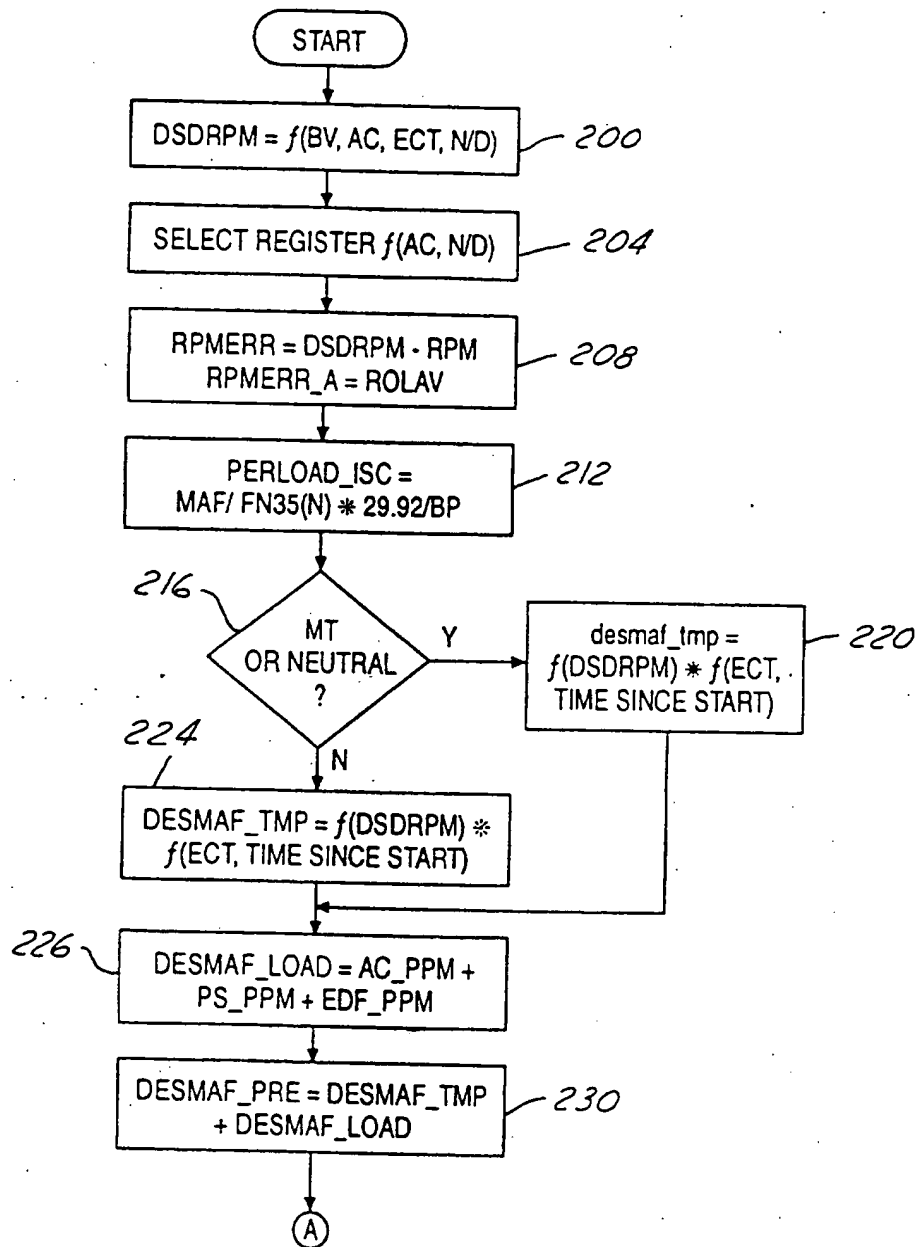 START
DSDRPM = f(BV, AC, ECT, N/D)
200
SELECT REGISTER f(AC, N/D)
204
RPMERR = DSDRPM - RPM
RPMERR_A = ROLAV
208
PERLOAD_ISC =
MAF/ FN35(N) * 29.92/BP
212
216
MT
OR NEUTRAL
?
Y
N
desmaf_tmp =
f(DSDRPM) * f(ECT,
TIME SINCE START)
220
224
DESMAF_TMP = f(DSDRPM) *
f(ECT, TIME SINCE START)
226
DESMAF_LOAD = AC_PPM +
PS_PPM + EDF_PPM
DESMAF_PRE = DESMAF_TMP
+ DESMAF_LOAD
230
A